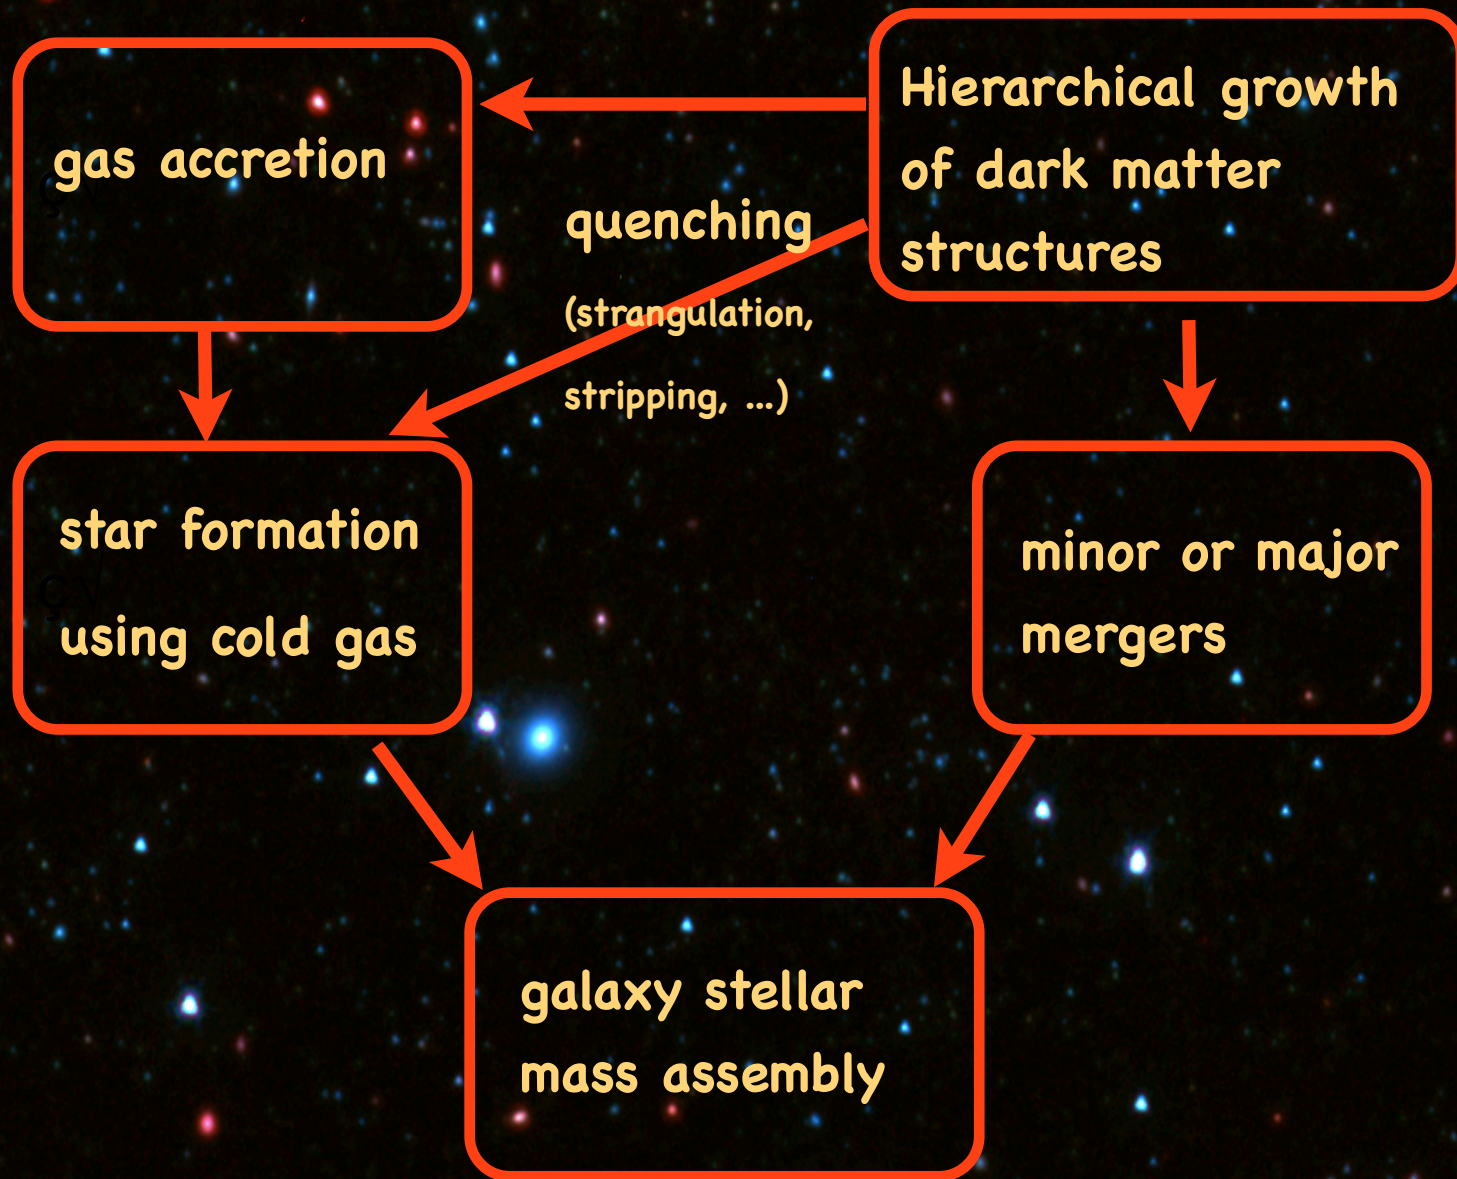 gas accretion
Hierarchical growth
of dark matter
structures
quenching
(strangulation,
stripping, ...)
star formation
using cold gas
minor or major
mergers
galaxy stellar
mass assembly